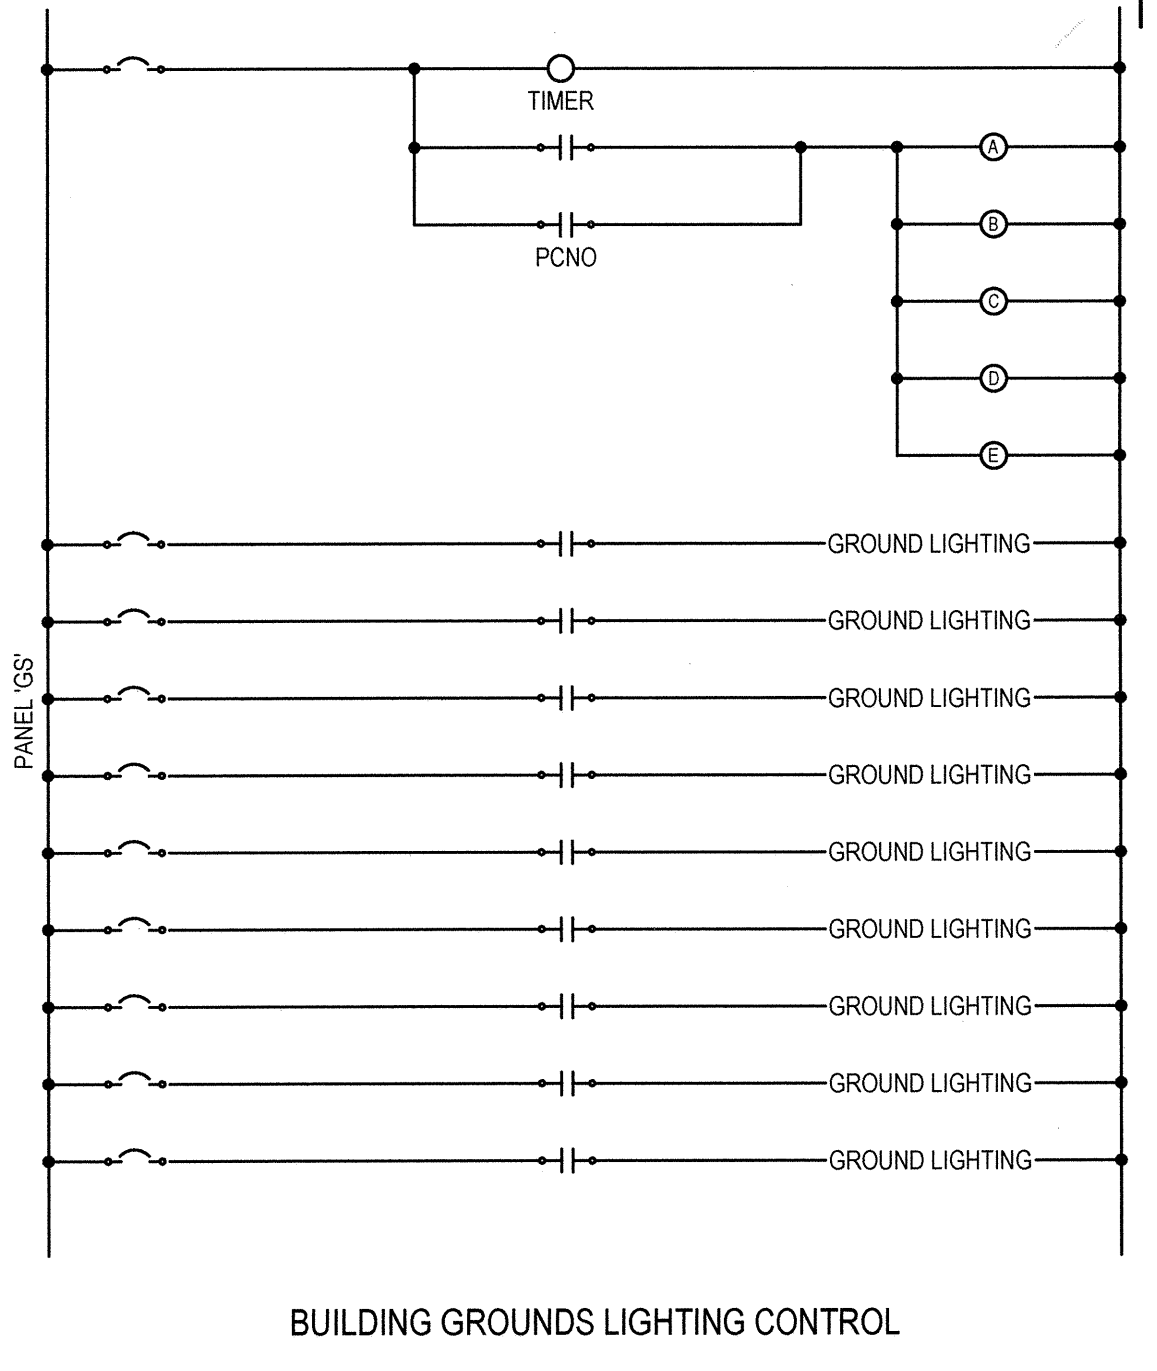 TIMER
A
PCNO
B
C
D
E
GROUND LIGHTING
GROUND LIGHTING
PANEL 'GS'
GROUND LIGHTING
GROUND LIGHTING
GROUND LIGHTING
GROUND LIGHTING
GROUND LIGHTING
GROUND LIGHTING
GROUND LIGHTING
BUILDING GROUNDS LIGHTING CONTROL